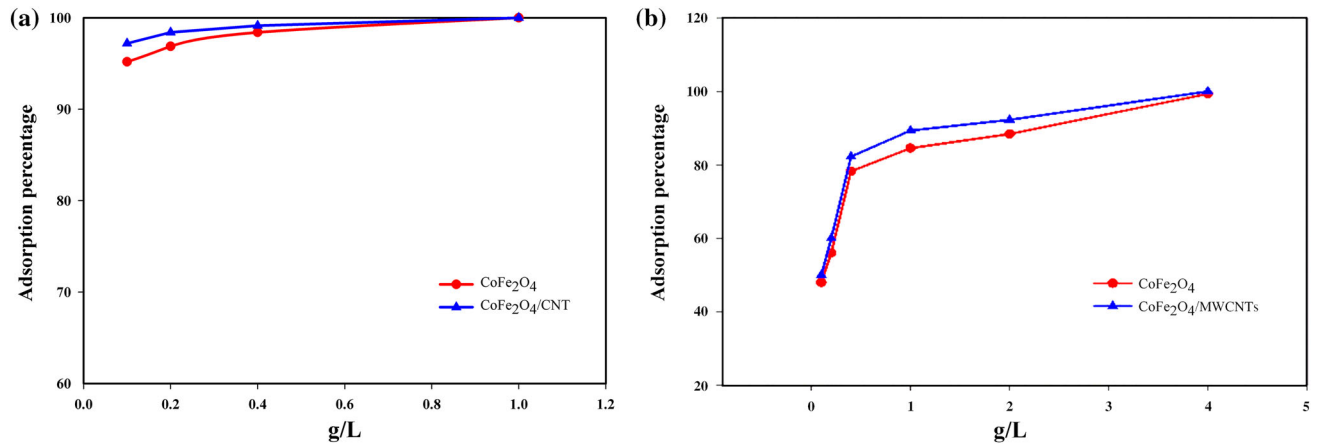 (a)
Adsorption percentage
100
90
80
70
60
0.0 0.2 0.4 0.6 0.8 1.0 1.2
g/L
CoFe2O4
CoFe2O4/CNT
(b)
Adsorption percentage
120
100
80
60
40
20
0 1 2 3 4 5
g/L
CoFe2O4
CoFe2O4/MWCNTs